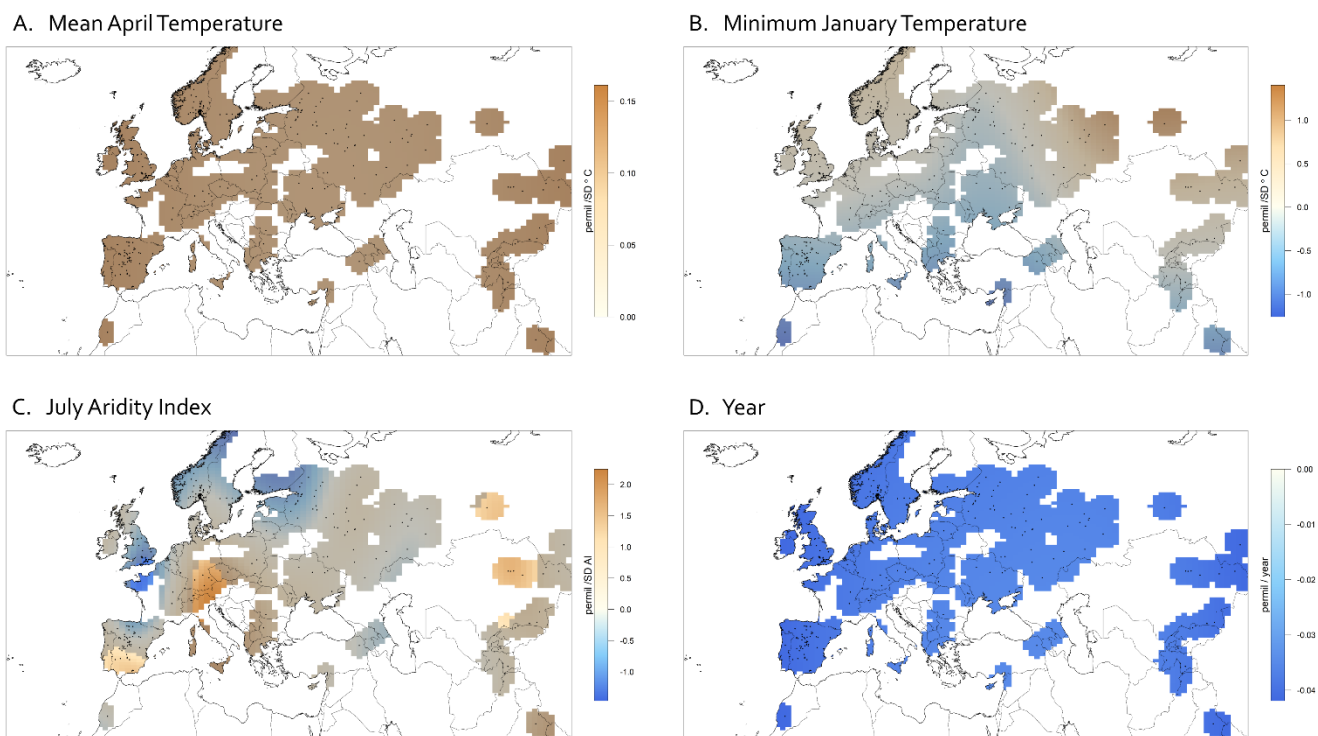 A. Mean April Temperature
B. Minimum January Temperature
0.15
0.10
0.05
0.00
permil /SD ° C
1.0
0.5
0.0
-0.5
-1.0
permil /SD ° C
C. July Aridity Index
D. Year
2.0
1.5
1.0
0.5
0.0
-0.5
-1.0
permil /SD AI
0.00
-0.01
-0.02
-0.03
-0.04
permil / year